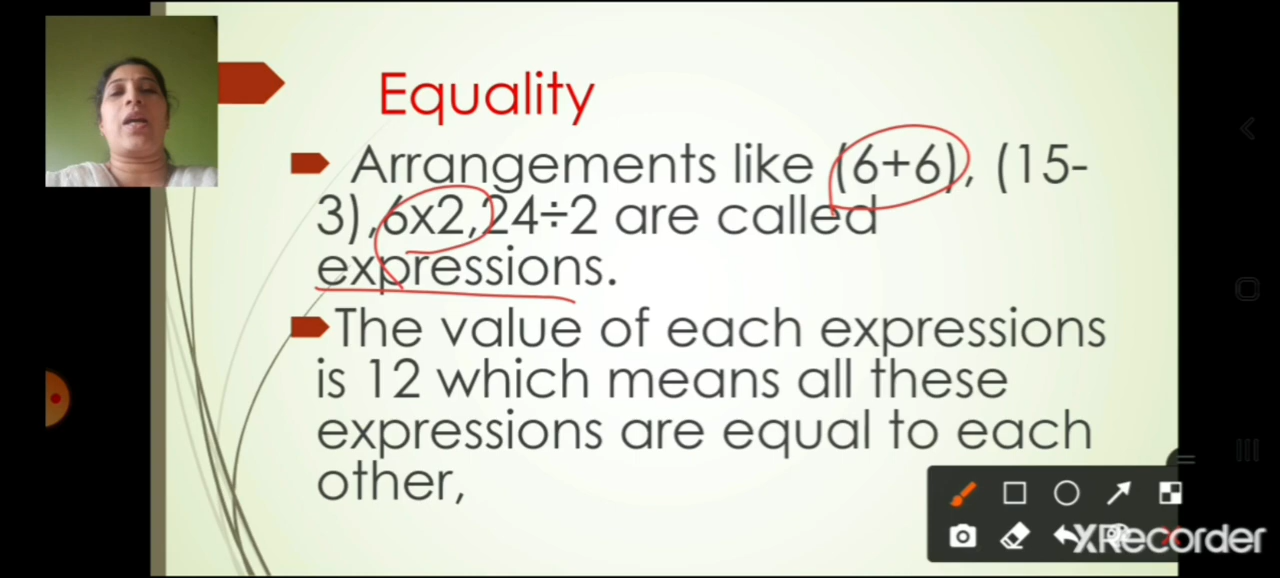 Equality
Arrangements like (6+6), (15-
3),6x2,24÷2 are called
expressions.
The value of each expressions
is 12 which means all these
expressions are equal to each
other,
XRecorder